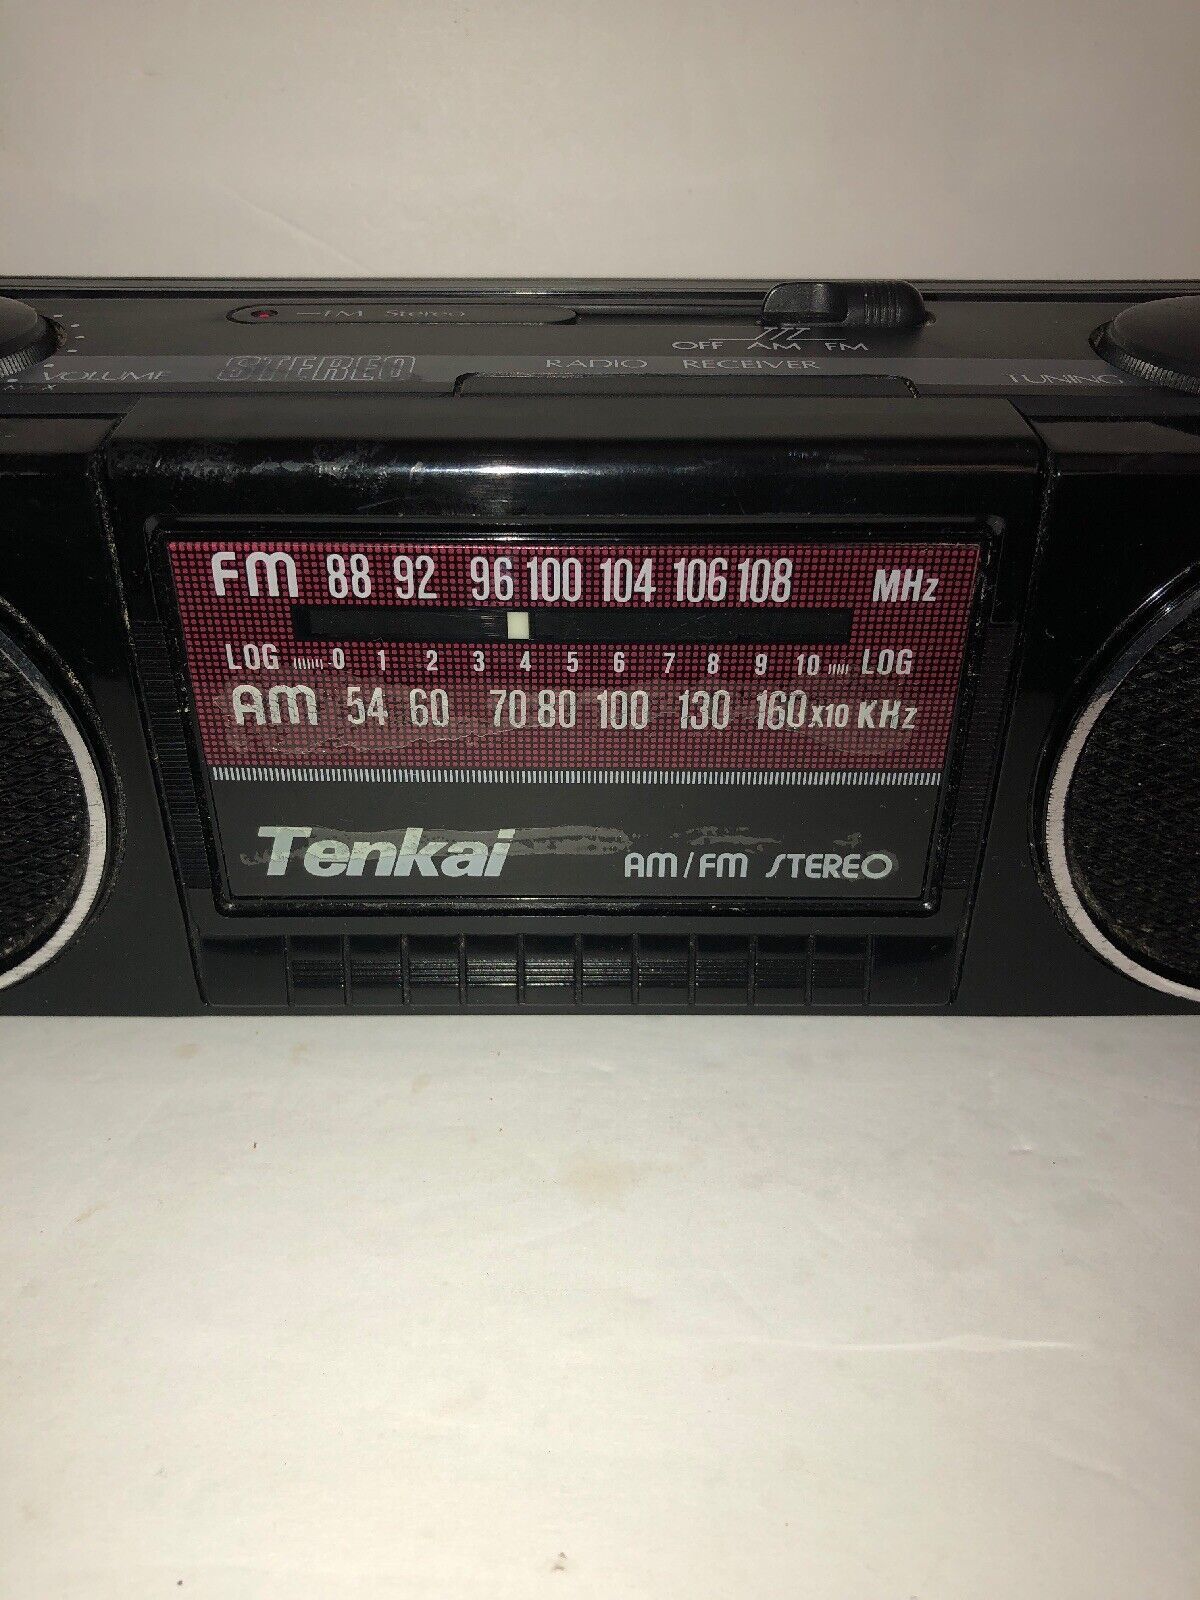 FM Stereo
OFF AM FM
VOLUME STEREO RADIO RECEIVER TUNING
FM 88 92 96 100 104 106 108 MHz
LOG 0 1 2 3 4 5 6 7 8 9 10 LOG
AM 54 60 70 80 100 130 160 x10 KHz
Tenkai AM/FM STEREO